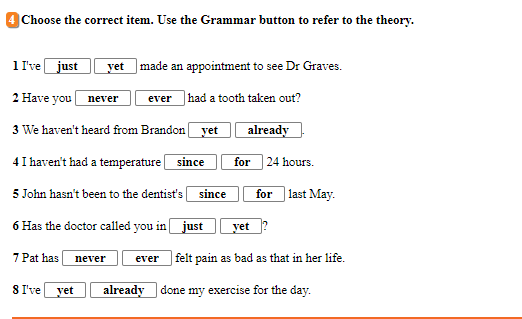 4 Choose the correct item. Use the Grammar button to refer to the theory.
1 I've just yet made an appointment to see Dr Graves.
2 Have you never ever had a tooth taken out?
3 We haven't heard from Brandon yet already.
4 I haven't had a temperature since for 24 hours.
5 John hasn't been to the dentist's since for last May.
6 Has the doctor called you in just yet?
7 Pat has never ever felt pain as bad as that in her life.
8 I've yet already done my exercise for the day.